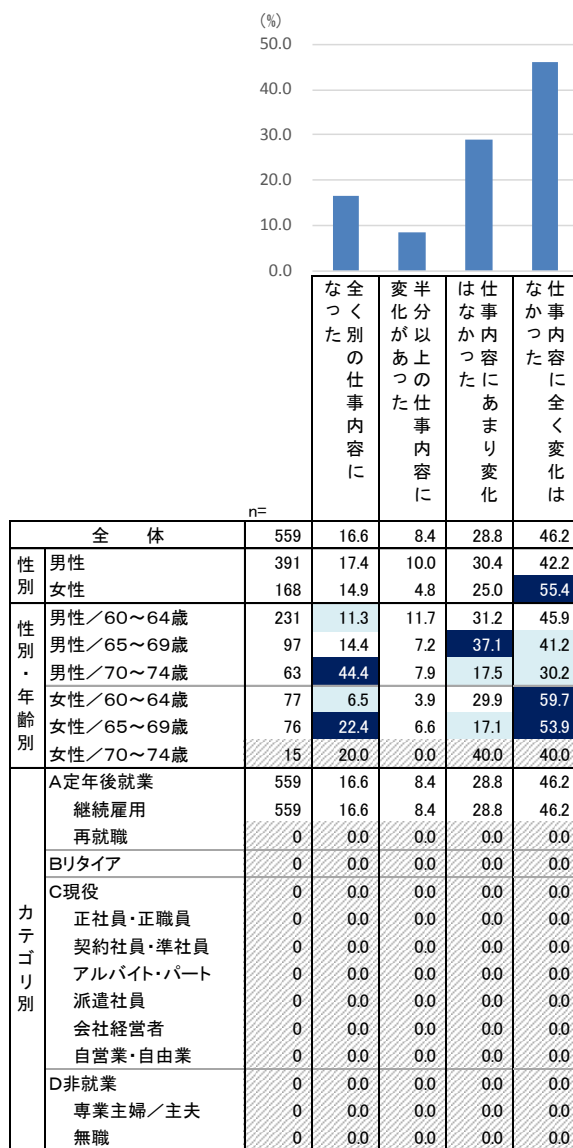 (%)
50.0
40.0
30.0
20.0
10.0
0.0
全く別の仕事内容に
なった
半分以上の仕事内容に
変化があった
仕事内容にあまり変化
はなかった
仕事内容に全く変化は
なかった
n=
全 体 559 16.6 8.4 28.8 46.2
性別
男性 391 17.4 10.0 30.4 42.2
女性 168 14.9 4.8 25.0 55.4
性別・年齢別
男性／60～64歳 231 11.3 11.7 31.2 45.9
男性／65～69歳 97 14.4 7.2 37.1 41.2
男性／70～74歳 63 44.4 7.9 17.5 30.2
女性／60～64歳 77 6.5 3.9 29.9 59.7
女性／65～69歳 76 22.4 6.6 17.1 53.9
女性／70～74歳 15 20.0 0.0 40.0 40.0
カテゴリ別
A定年後就業 559 16.6 8.4 28.8 46.2
継続雇用 559 16.6 8.4 28.8 46.2
再就職 0 0.0 0.0 0.0 0.0
Bリタイア 0 0.0 0.0 0.0 0.0
C現役 0 0.0 0.0 0.0 0.0
正社員・正職員 0 0.0 0.0 0.0 0.0
契約社員・準社員 0 0.0 0.0 0.0 0.0
アルバイト・パート 0 0.0 0.0 0.0 0.0
派遣社員 0 0.0 0.0 0.0 0.0
会社経営者 0 0.0 0.0 0.0 0.0
自営業・自由業 0 0.0 0.0 0.0 0.0
D非就業 0 0.0 0.0 0.0 0.0
専業主婦／主夫 0 0.0 0.0 0.0 0.0
無職 0 0.0 0.0 0.0 0.0